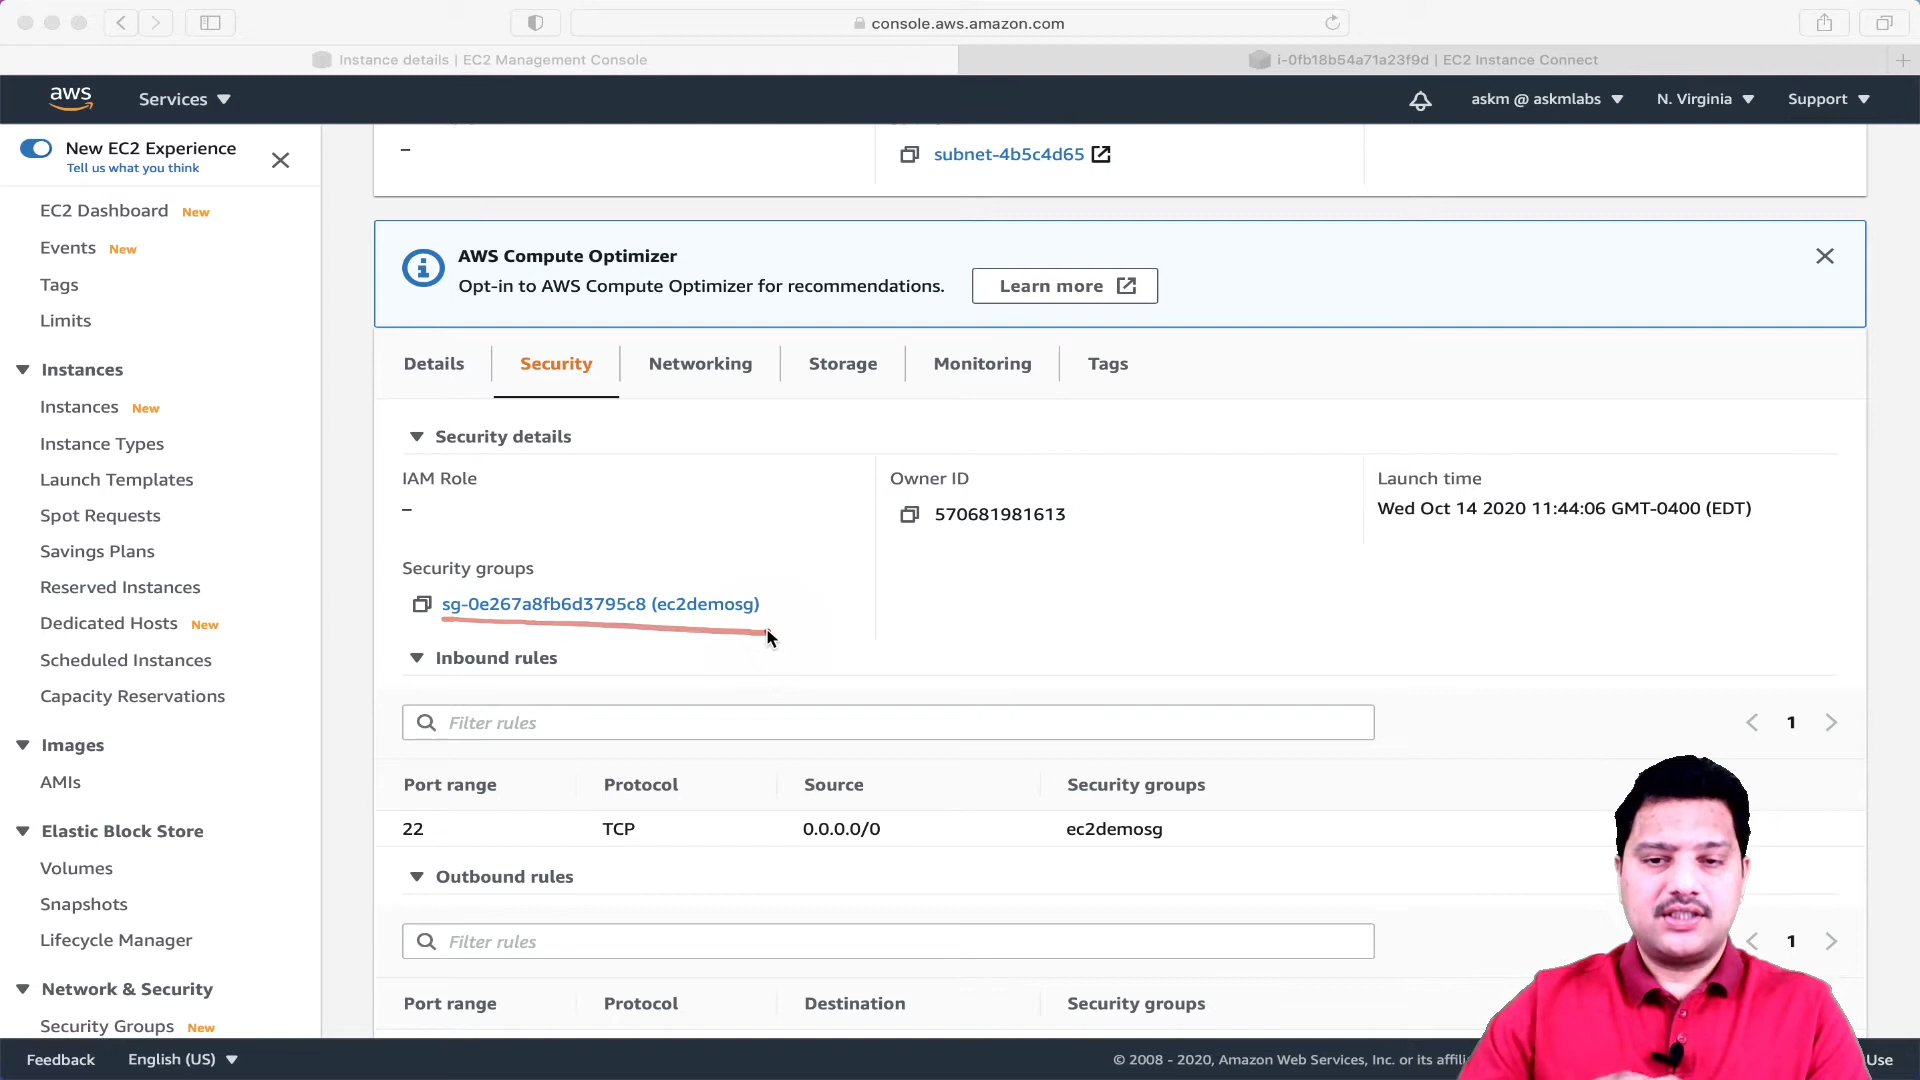 console.aws.amazon.com
Instance details | EC2 Management Console
i-0fb18b54a71a23f9d | EC2 Instance Connect
aws
Services
askm @ askmlabs
N. Virginia
Support
New EC2 Experience
Tell us what you think
EC2 Dashboard New
Events New
Tags
Limits
Instances
Instances New
Instance Types
Launch Templates
Spot Requests
Savings Plans
Reserved Instances
Dedicated Hosts New
Scheduled Instances
Capacity Reservations
Images
AMIs
Elastic Block Store
Volumes
Snapshots
Lifecycle Manager
Network & Security
Security Groups New
–
subnet-4b5c4d65
AWS Compute Optimizer
Opt-in to AWS Compute Optimizer for recommendations.
Learn more
Details
Security
Networking
Storage
Monitoring
Tags
Security details
IAM Role
–
Owner ID
570681981613
Launch time
Wed Oct 14 2020 11:44:06 GMT-0400 (EDT)
Security groups
sg-0e267a8fb6d3795c8 (ec2demosg)
Inbound rules
Filter rules
1
Port range Protocol Source Security groups
22 TCP 0.0.0.0/0 ec2demosg
Outbound rules
Filter rules
1
Port range Protocol Destination Security groups
Feedback
English (US)
© 2008 - 2020, Amazon Web Services, Inc. or its
Use